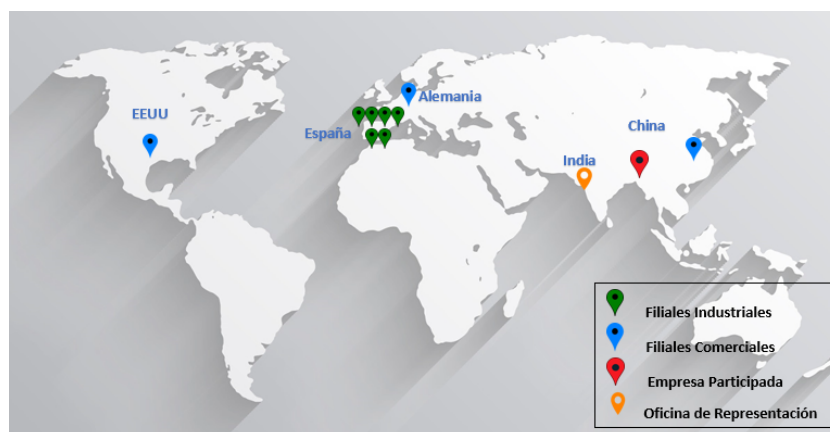 EEUU
Alemania
España
China
India
Filiales Industriales
Filiales Comerciales
Empresa Participada
Oficina de Representación